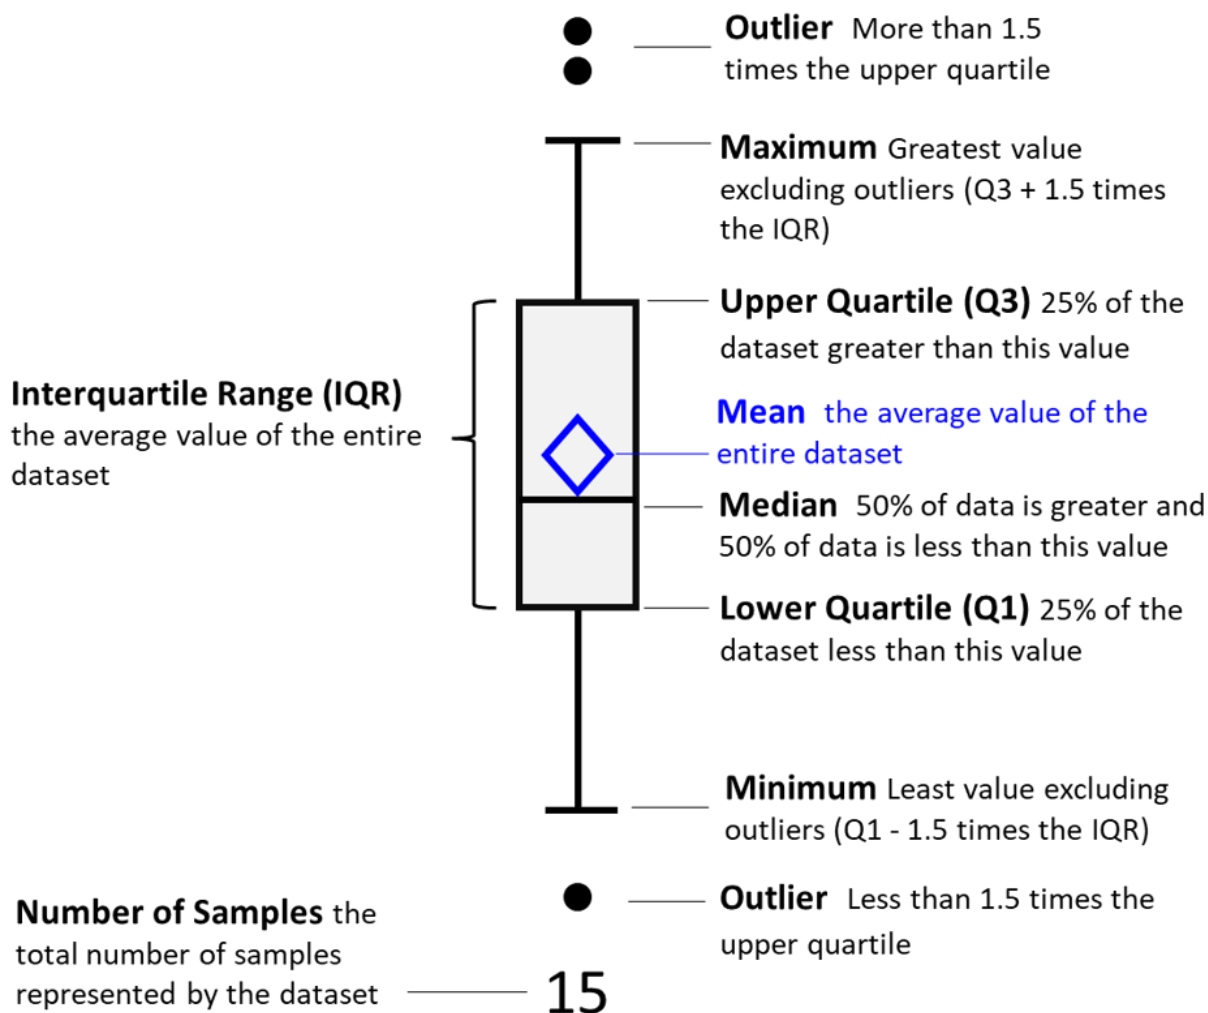 Outlier More than 1.5
times the upper quartile
Maximum Greatest value
excluding outliers (Q3 + 1.5 times
the IQR)
Upper Quartile (Q3) 25% of the
dataset greater than this value
Interquartile Range (IQR)
the average value of the entire
dataset
Mean the average value of the
entire dataset
Median 50% of data is greater and
50% of data is less than this value
Lower Quartile (Q1) 25% of the
dataset less than this value
Minimum Least value excluding
outliers (Q1 - 1.5 times the IQR)
Outlier Less than 1.5 times the
upper quartile
Number of Samples the
total number of samples
represented by the dataset
15